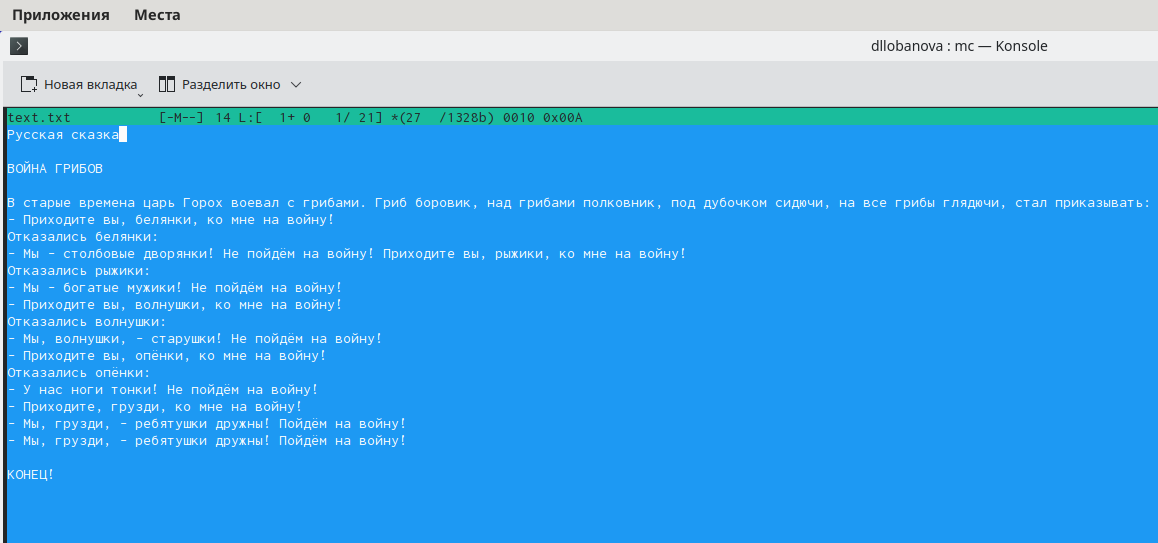 Приложения Места
dllobanova : mc — Konsole
Новая вкладка Разделить окно
text.txt [-M--] 14 L:[ 1+ 0 1/ 21] *(27 /1328b) 0010 0x00A
Русская сказка
ВОЙНА ГРИБОВ
В старые времена царь Горох воевал с грибами. Гриб боровик, над грибами полковник, под дубочком сидючи, на все грибы глядючи, стал приказывать:
- Приходите вы, белянки, ко мне на войну!
Отказались белянки:
- Мы - столбовые дворянки! Не пойдём на войну! Приходите вы, рыжики, ко мне на войну!
Отказались рыжики:
- Мы - богатые мужики! Не пойдём на войну!
- Приходите вы, волнушки, ко мне на войну!
Отказались волнушки:
- Мы, волнушки, - старушки! Не пойдём на войну!
- Приходите вы, опёнки, ко мне на войну!
Отказались опёнки:
- У нас ноги тонки! Не пойдём на войну!
- Приходите, грузди, ко мне на войну!
- Мы, грузди, - ребятушки дружны! Пойдём на войну!
- Мы, грузди, - ребятушки дружны! Пойдём на войну!
КОНЕЦ!